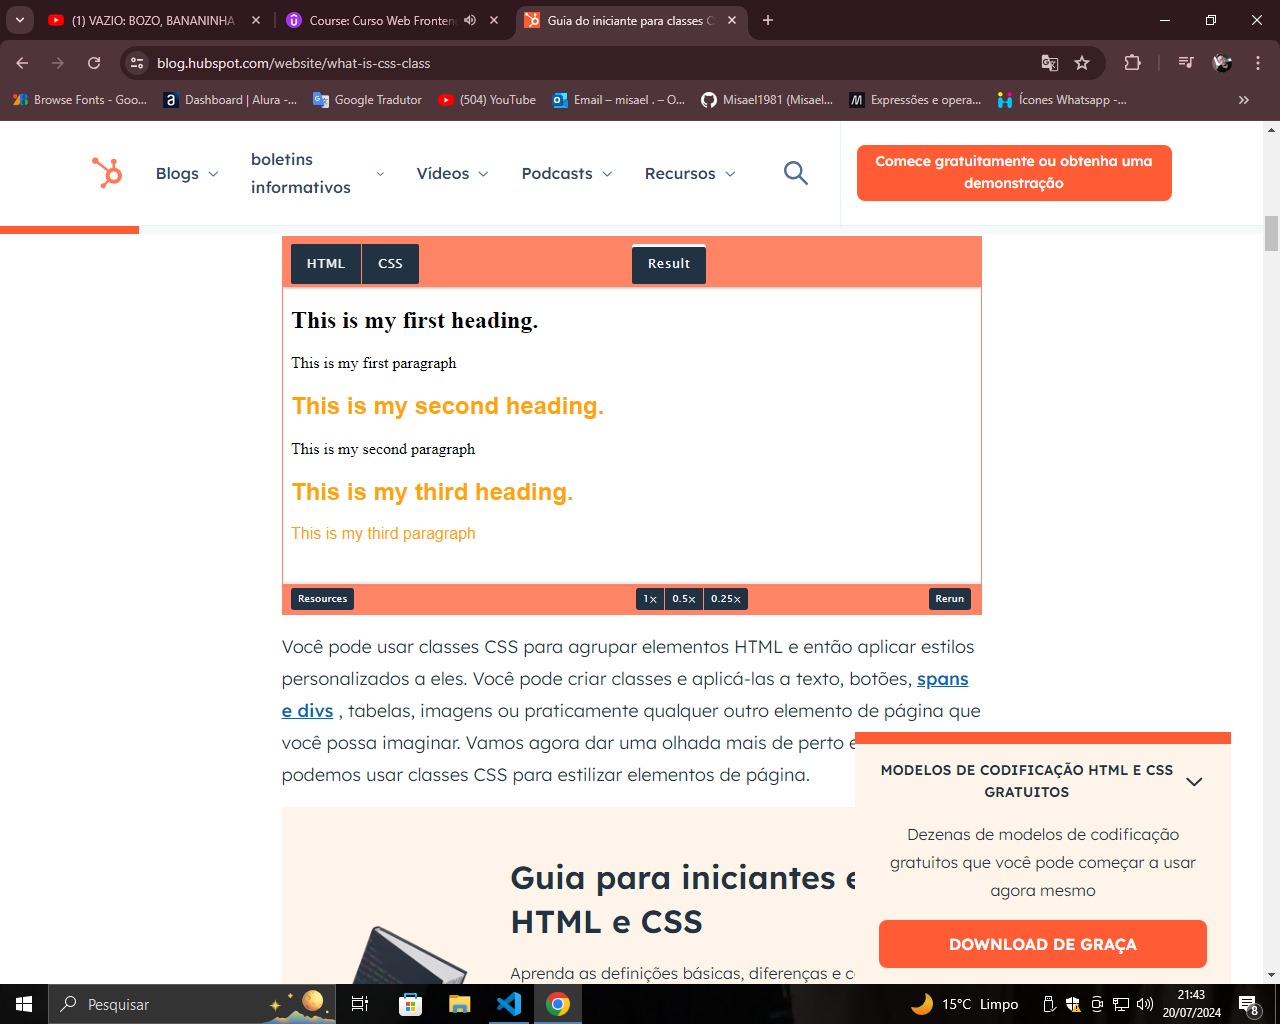 (1) VAZIO: BOZO, BANANINHA
Course: Curso Web Fronten
Guia do iniciante para classes C
blog.hubspot.com/website/what-is-css-class
Browse Fonts - Goo...
Dashboard | Alura -...
Google Tradutor
(504) YouTube
Email – misael . – O...
Misael1981 (Misael...
Expressões e opera...
Ícones Whatsapp -...
Blogs
boletins
informativos
Vídeos
Podcasts
Recursos
Comece gratuitamente ou obtenha uma
demonstração
HTML
CSS
Result
This is my first heading.
This is my first paragraph
This is my second heading.
This is my second paragraph
This is my third heading.
This is my third paragraph
Resources
1×
0.5×
0.25×
Rerun
Você pode usar classes CSS para agrupar elementos HTML e então aplicar estilos
personalizados a eles. Você pode criar classes e aplicá-las a texto, botões, spans
e divs , tabelas, imagens ou praticamente qualquer outro elemento de página que
você possa imaginar. Vamos agora dar uma olhada mais de perto e
podemos usar classes CSS para estilizar elementos de página.
MODELOS DE CODIFICAÇÃO HTML E CSS
GRATUITOS
Dezenas de modelos de codificação
gratuitos que você pode começar a usar
agora mesmo
DOWNLOAD DE GRAÇA
Guia para iniciantes e
HTML e CSS
Aprenda as definições básicas, diferenças e c
Pesquisar
15°C Limpo
21:43
20/07/2024
8